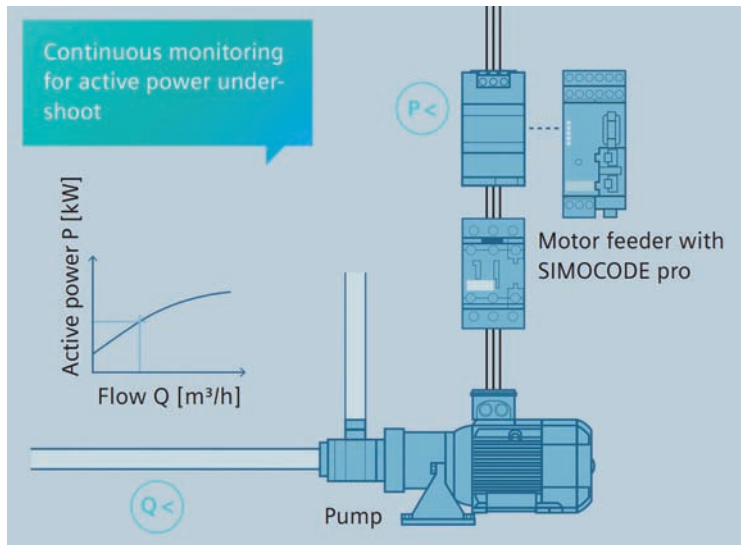 Continuous monitoring
for active power under-
shoot
P<
Motor feeder with
SIMOCODE pro
Active power P [kW]
Flow Q [m³/h]
Q<
Pump